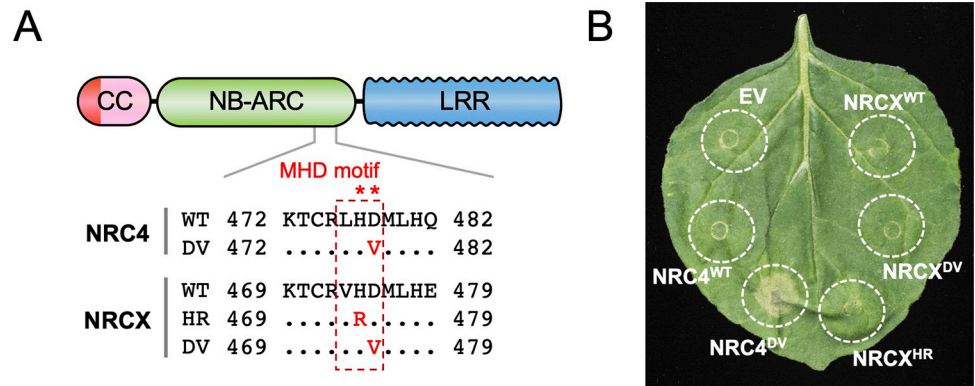 A
CC
NB-ARC
LRR
MHD motif
**
NRC4
WT 472 KTCRLHDMLHQ 482
DV 472 ......V.... 482
NRCX
WT 469 KTCRVHDMLHE 479
HR 469 .....R..... 479
DV 469 ......V.... 479
B
EV
NRCX^WT
NRC4^WT
NRCX^DV
NRC4^DV
NRCX^HR